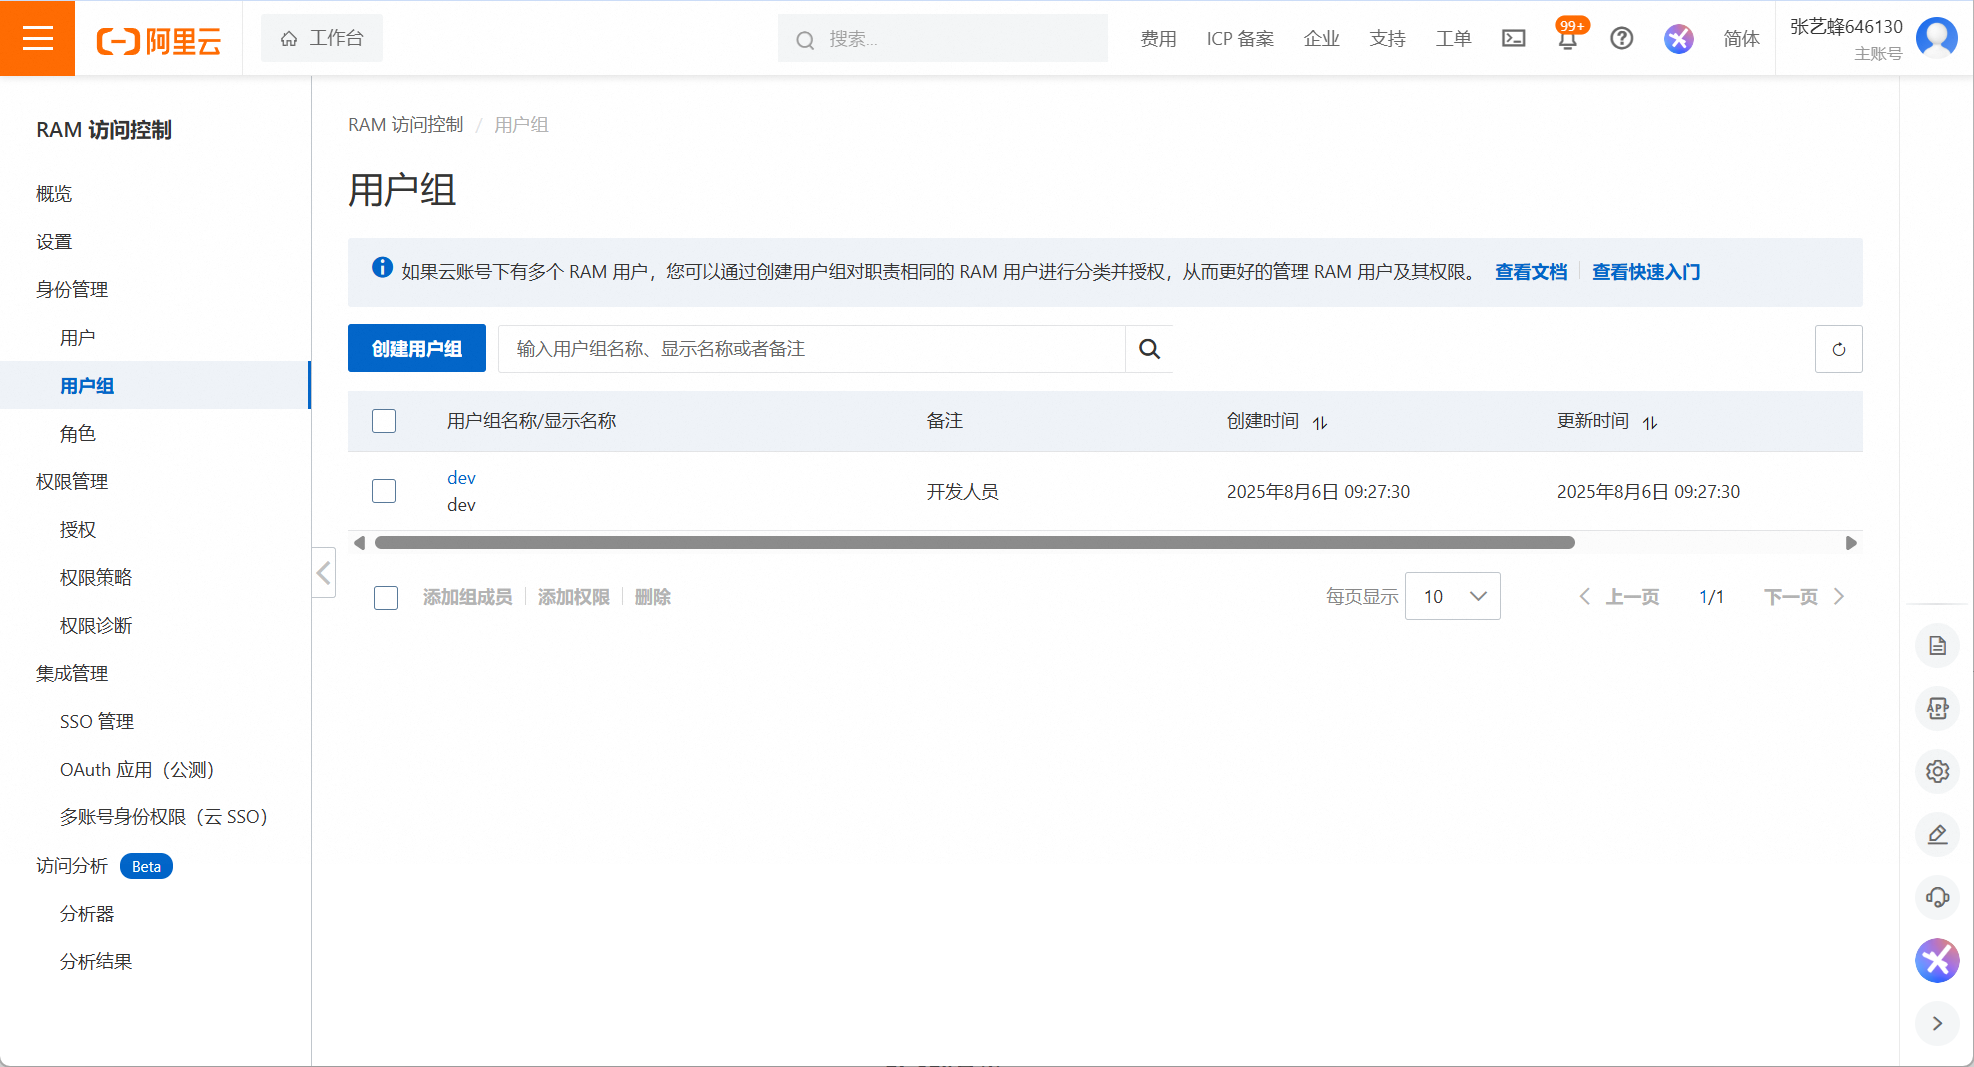 阿里云
工作台
搜索...
费用
ICP 备案
企业
支持
工单
99+
简体
张艺蜂646130
主账号
RAM 访问控制
概览
设置
身份管理
用户
用户组
角色
权限管理
授权
权限策略
权限诊断
集成管理
SSO 管理
OAuth 应用（公测）
多账号身份权限（云 SSO）
访问分析 Beta
分析器
分析结果
RAM 访问控制 / 用户组
用户组
如果云账号下有多个 RAM 用户，您可以通过创建用户组对职责相同的 RAM 用户进行分类并授权，从而更好的管理 RAM 用户及其权限。 查看文档 查看快速入门
创建用户组
输入用户组名称、显示名称或者备注
用户组名称/显示名称 备注 创建时间 更新时间
dev
dev
开发人员 2025年8月6日 09:27:30 2025年8月6日 09:27:30
添加组成员 添加权限 删除
每页显示 10 上一页 1/1 下一页
APP